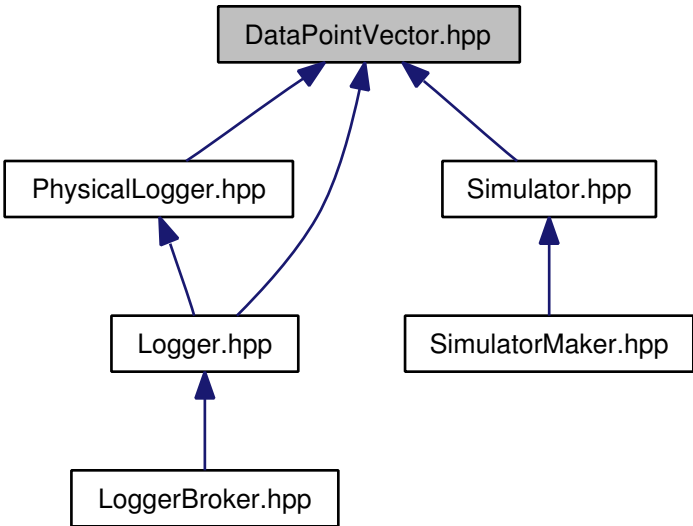 DataPointVector.hpp
PhysicalLogger.hpp
Simulator.hpp
Logger.hpp
SimulatorMaker.hpp
LoggerBroker.hpp